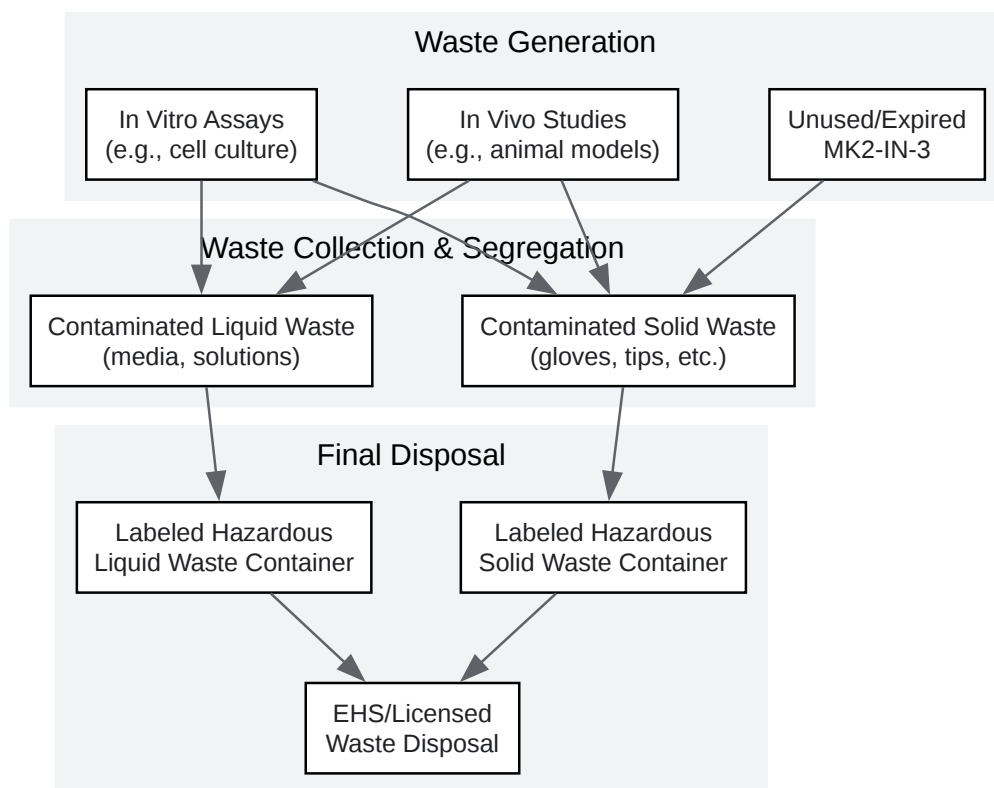 Waste Generation
In Vitro Assays
(e.g., cell culture)
In Vivo Studies
(e.g., animal models)
Unused/Expired
MK2-IN-3
Waste Collection & Segregation
Contaminated Liquid Waste
(media, solutions)
Contaminated Solid Waste
(gloves, tips, etc.)
Final Disposal
Labeled Hazardous
Liquid Waste Container
Labeled Hazardous
Solid Waste Container
EHS/Licensed
Waste Disposal